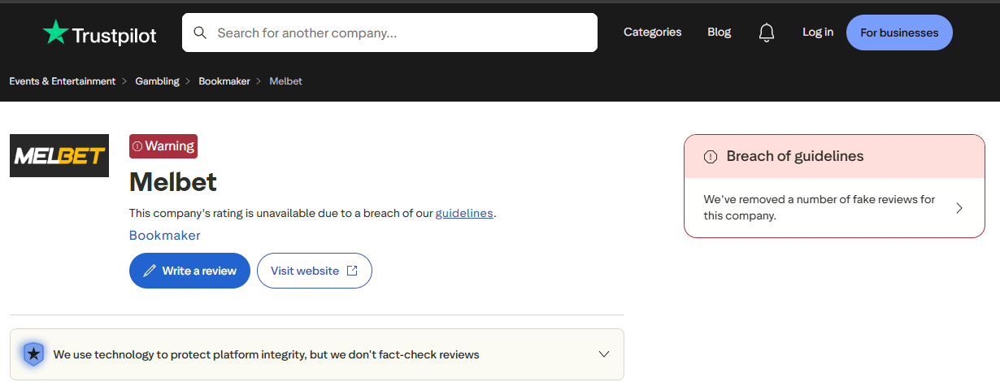 Trustpilot
Search for another company...
Categories
Blog
Log in
For businesses
Events & Entertainment
Gambling
Bookmaker
Melbet
MELBET
Warning
Melbet
This company's rating is unavailable due to a breach of our guidelines.
Bookmaker
Write a review
Visit website
Breach of guidelines
We've removed a number of fake reviews for
this company.
We use technology to protect platform integrity, but we don't fact-check reviews